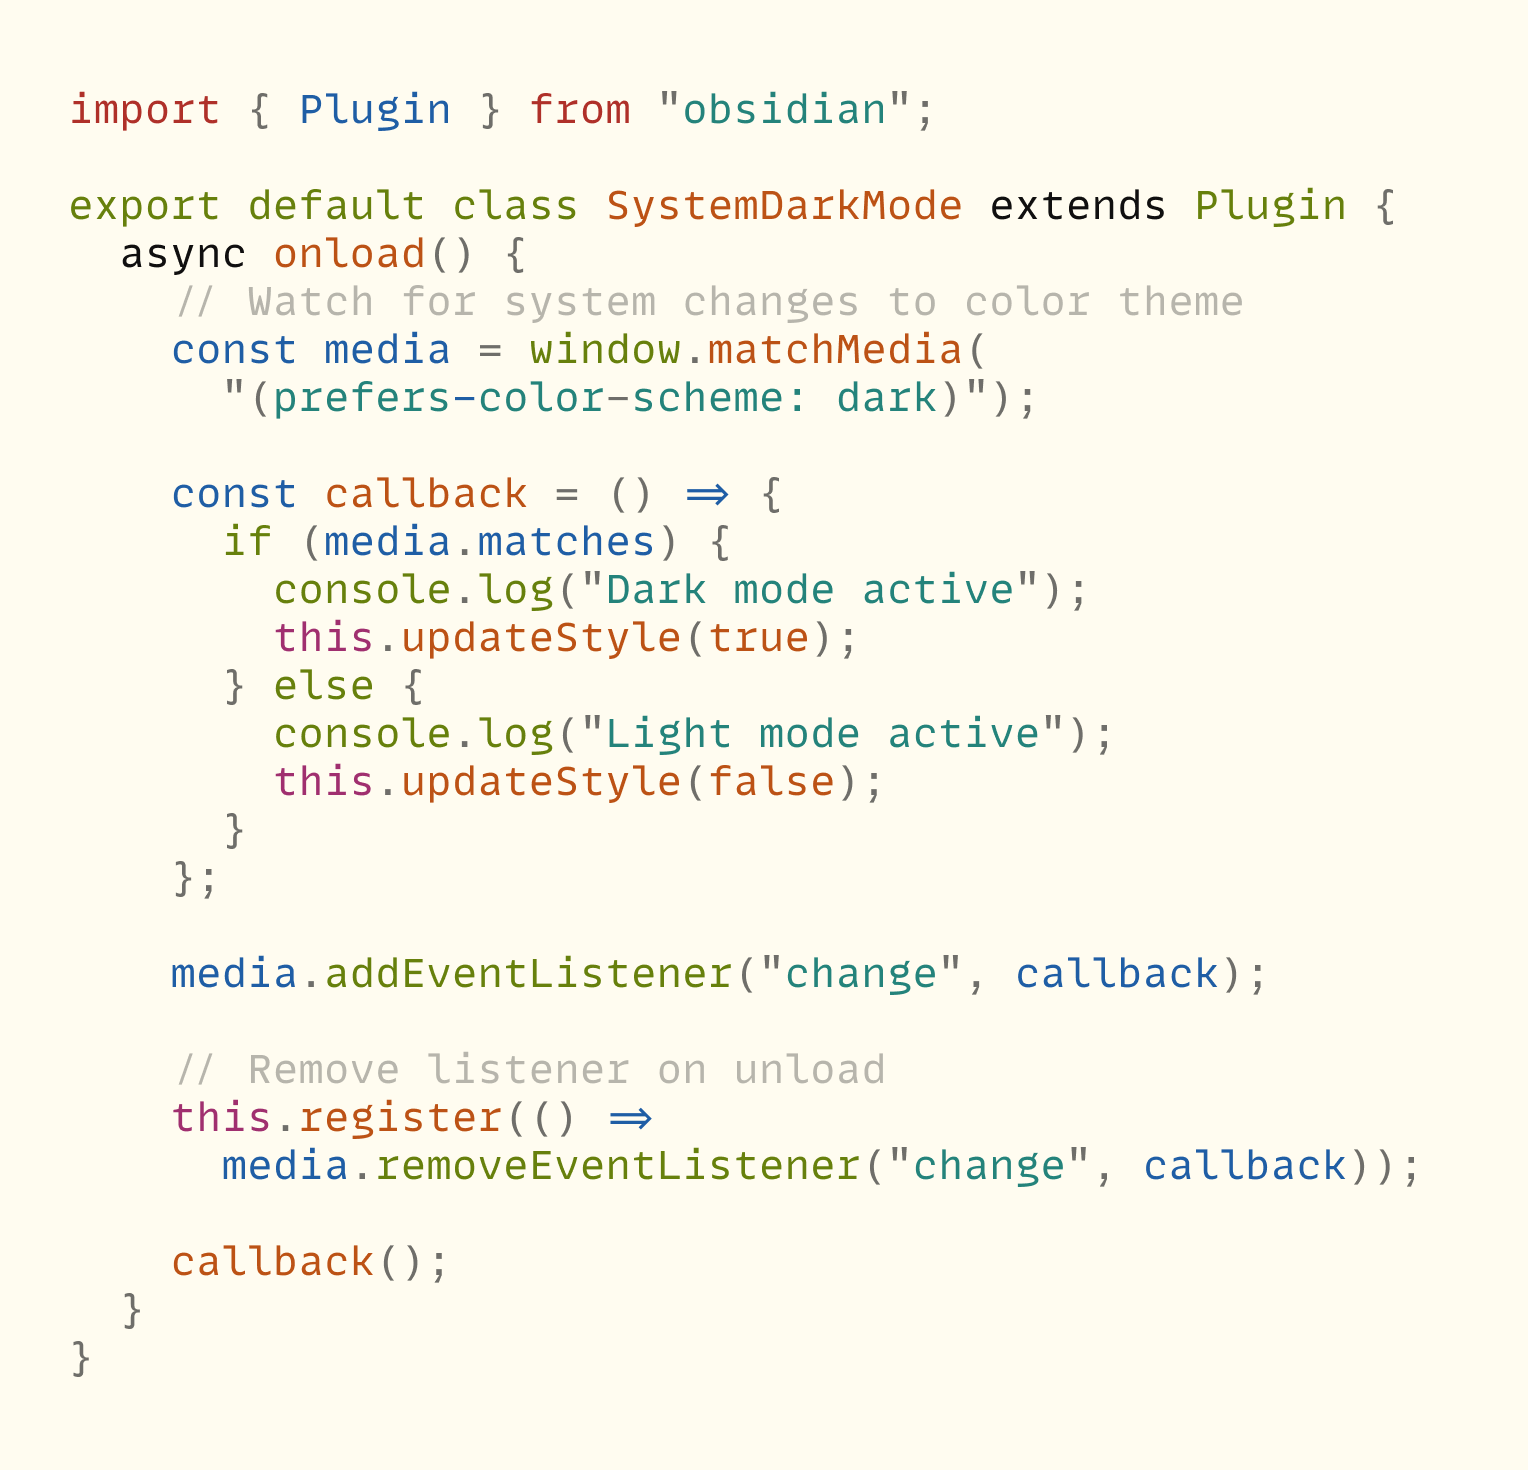 import { Plugin } from "obsidian";
export default class SystemDarkMode extends Plugin {
  async onload() {
    // Watch for system changes to color theme
    const media = window.matchMedia(
      "(prefers-color-scheme: dark)");
    const callback = () => {
      if (media.matches) {
        console.log("Dark mode active");
        this.updateStyle(true);
      } else {
        console.log("Light mode active");
        this.updateStyle(false);
      }
    };
    media.addEventListener("change", callback);
    // Remove listener on unload
    this.register(() =>
      media.removeEventListener("change", callback));
    callback();
  }
}